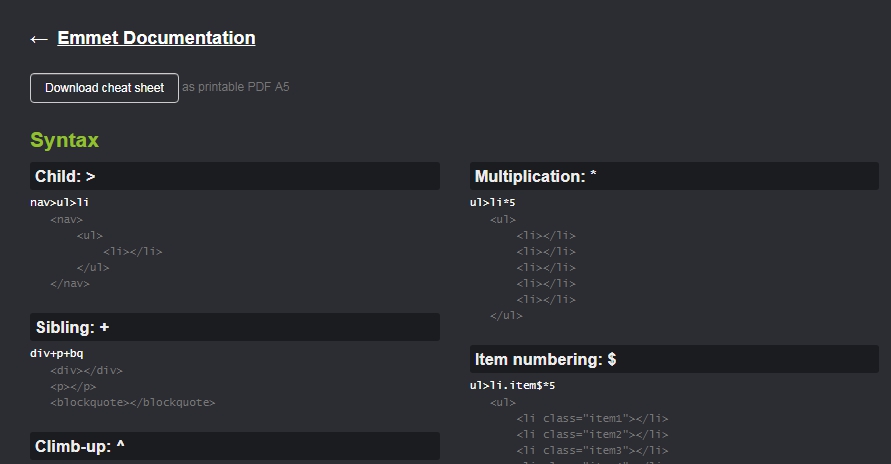 ← Emmet Documentation
Download cheat sheet as printable PDF A5
Syntax
Child: >
nav>ul>li
<nav>
<ul>
<li></li>
</ul>
</nav>
Sibling: +
div+p+bq
<div></div>
<p></p>
<blockquote></blockquote>
Climb-up: ^
Multiplication: *
ul>li*5
<ul>
<li></li>
<li></li>
<li></li>
<li></li>
<li></li>
</ul>
Item numbering: $
ul>li.item$*5
<ul>
<li class="item1"></li>
<li class="item2"></li>
<li class="item3"></li>